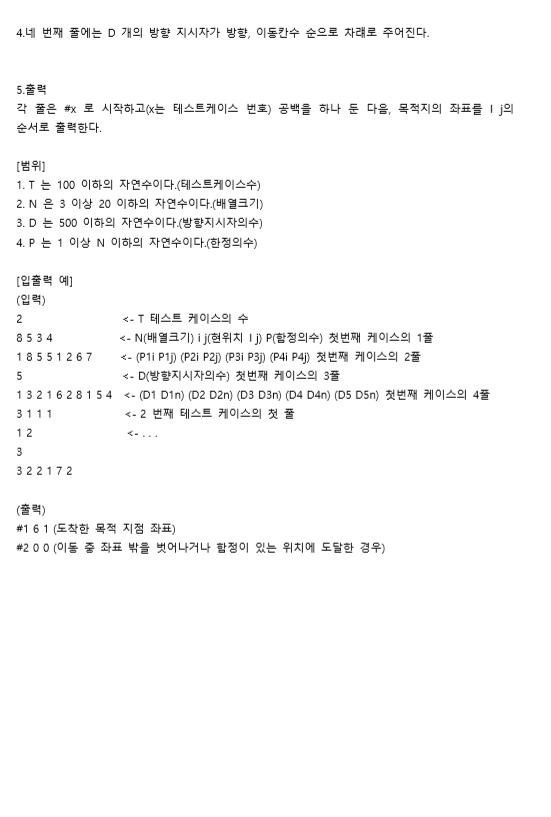 4.네 번째 줄에는 D 개의 방향 지시자가 방향, 이동칸수 순으로 차례로 주어진다.
5.출력
각 줄은 #x 로 시작하고(x는 테스트케이스 번호) 공백을 하나 둔 다음, 목적지의 좌표를 I j의
순서로 출력한다.
[범위]
1. T 는 100 이하의 자연수이다.(테스트케이스수)
2. N 은 3 이상 20 이하의 자연수이다.(배열크기)
3. D 는 500 이하의 자연수이다.(방향지시자의수)
4. P 는 1 이상 N 이하의 자연수이다.(한정의수)
[입출력 예]
(입력)
2 <- T 테스트 케이스의 수
8 5 3 4 <- N(배열크기) i j(현위치 I j) P(함정의수) 첫번째 케이스의 1줄
1 8 5 5 1 2 6 7 <- (P1i P1j) (P2i P2j) (P3i P3j) (P4i P4j) 첫번째 케이스의 2줄
5 <- D(방향지시자의수) 첫번째 케이스의 3줄
1 3 2 1 6 2 8 1 5 4 <- (D1 D1n) (D2 D2n) (D3 D3n) (D4 D4n) (D5 D5n) 첫번째 케이스의 4줄
3 1 1 1 <- 2 번째 테스트 케이스의 첫 줄
1 2 <- . . .
3
3 2 2 1 7 2
(출력)
#1 6 1 (도착한 목적 지점 좌표)
#2 0 0 (이동 중 좌표 밖을 벗어나거나 함정이 있는 위치에 도달한 경우)